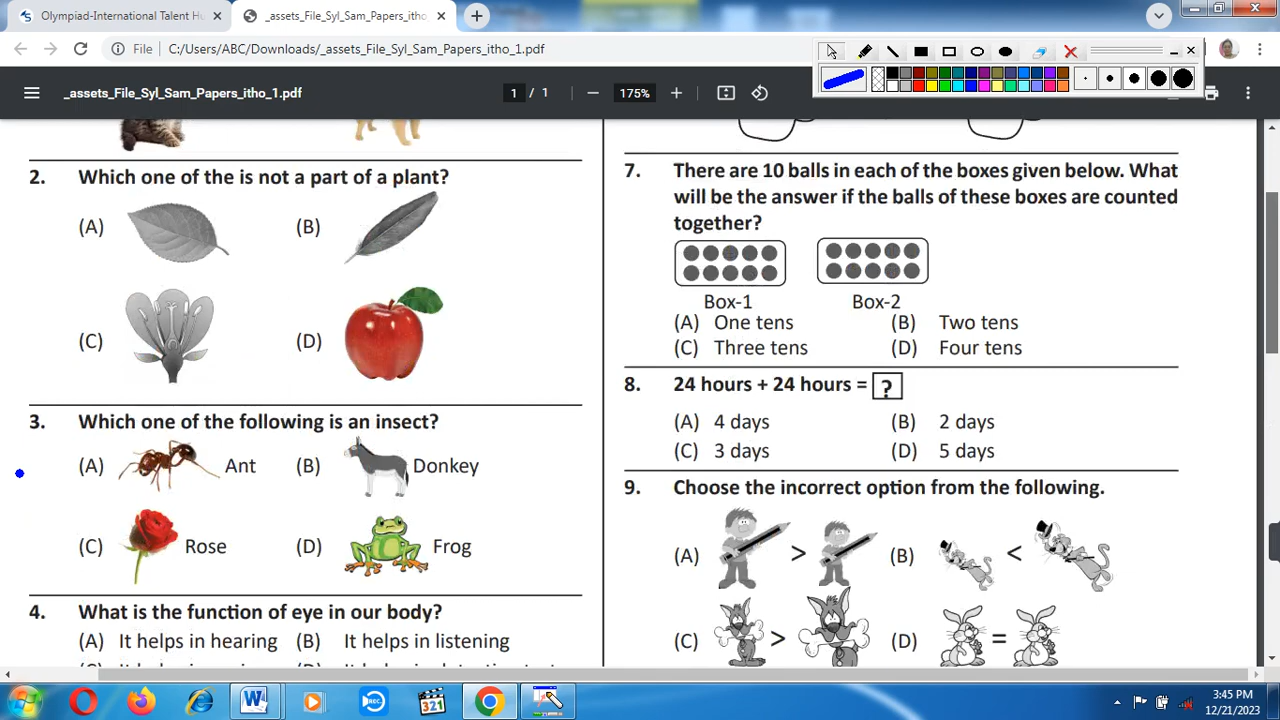 Olympiad-International Talent Hu
_assets_File_Syl_Sam_Papers_itho
File
C:/Users/ABC/Downloads/_assets_File_Syl_Sam_Papers_itho_1.pdf
_assets_File_Syl_Sam_Papers_itho_1.pdf
1 / 1
175%
2. Which one of the is not a part of a plant?
(A)
(B)
(C)
(D)
3. Which one of the following is an insect?
(A) Ant (B) Donkey
(C) Rose (D) Frog
4. What is the function of eye in our body?
(A) It helps in hearing (B) It helps in listening
7. There are 10 balls in each of the boxes given below. What
will be the answer if the balls of these boxes are counted
together?
Box-1 Box-2
(A) One tens (B) Two tens
(C) Three tens (D) Four tens
8. 24 hours + 24 hours = ?
(A) 4 days (B) 2 days
(C) 3 days (D) 5 days
9. Choose the incorrect option from the following.
(A) > (B) <
(C) > (D) =
REC
321
3:45 PM
12/21/2023